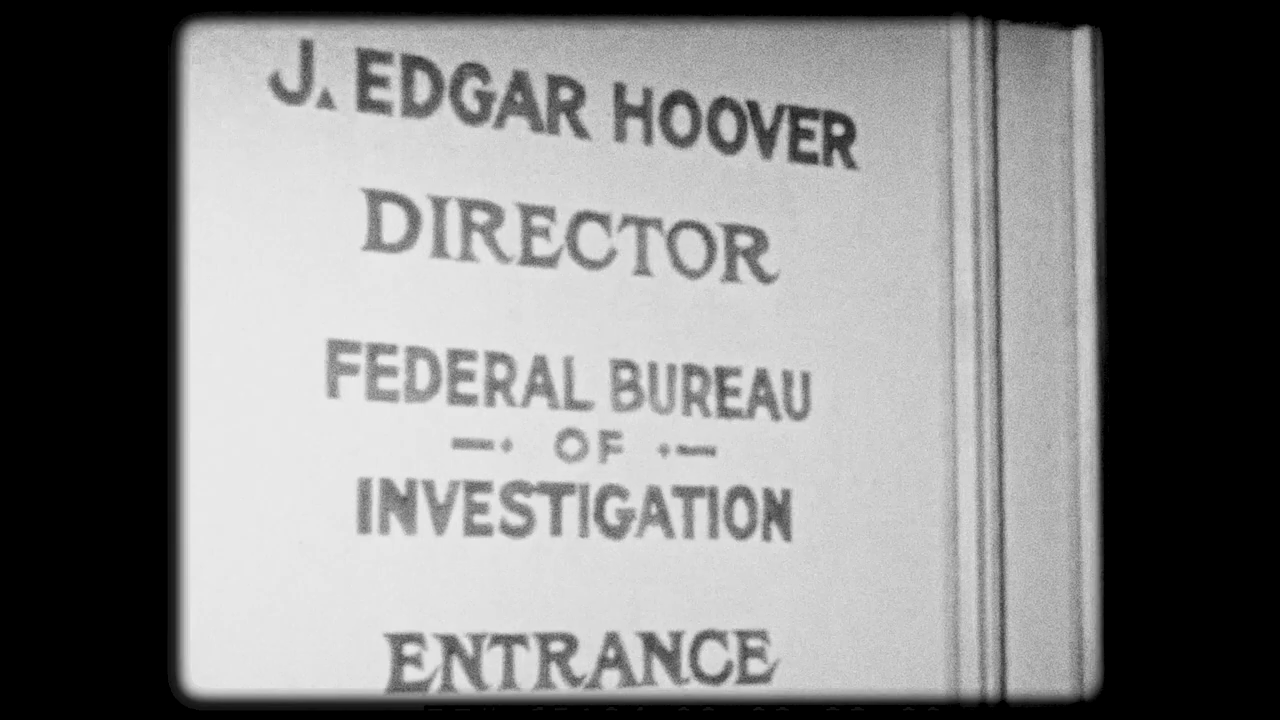 J. EDGAR HOOVER
DIRECTOR
FEDERAL BUREAU
—· OF ·—
INVESTIGATION
ENTRANCE